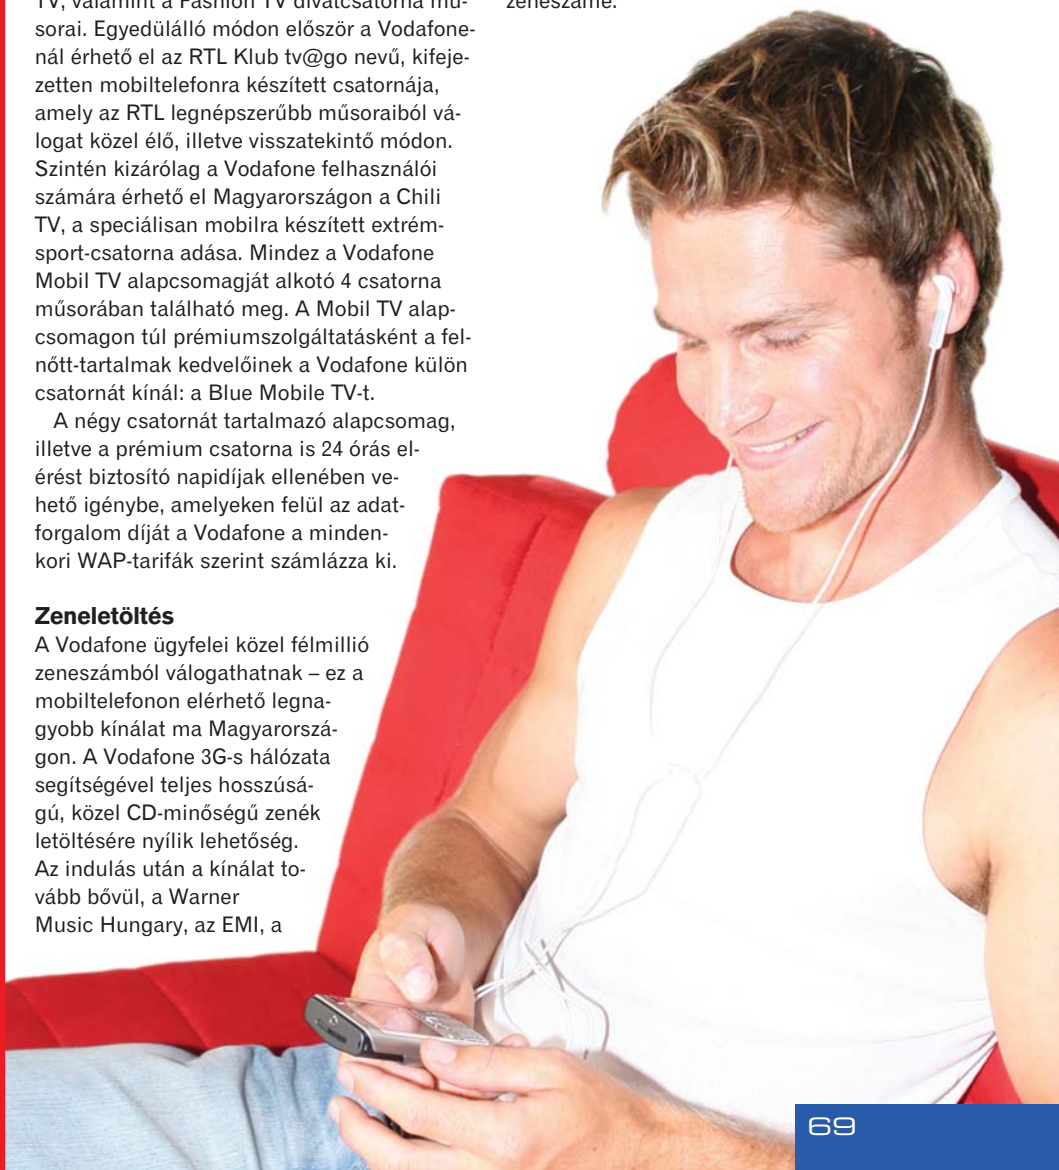 TV, valamint a Fashion TV divatcsatorna mű-
sorai. Egyedülálló módon először a Vodafone-
nál érhető el az RTL Klub tv@go nevű, kifeje-
zetten mobiltelefonra készített csatornája,
amely az RTL legnépszerűbb műsoraiból vá-
logat közel élő, illetve visszatekintő módon.
Szintén kizárólag a Vodafone felhasználói
számára érhető el Magyarországon a Chili
TV, a speciálisan mobilra készített extrém-
sport-csatorna adása. Mindez a Vodafone
Mobil TV alapcsomagját alkotó 4 csatorna
műsorában található meg. A Mobil TV alap-
csomagon túl prémiumszolgáltatásként a fel-
nőtt-tartalmak kedvelőinek a Vodafone külön
csatornát kínál: a Blue Mobile TV-t.
A négy csatornát tartalmazó alapcsomag,
illetve a prémium csatorna is 24 órás el-
érést biztosító napidíjak ellenében ve-
hető igénybe, amelyeken felül az adat-
forgalom díját a Vodafone a minden-
kori WAP-tarifák szerint számlázza ki.
Zeneletöltés
A Vodafone ügyfelei közel félmillió
zeneszámból válogathatnak – ez a
mobiltelefonon elérhető legna-
gyobb kínálat ma Magyarorszá-
gon. A Vodafone 3G-s hálózata
segítségével teljes hosszúsá-
gú, közel CD-minőségű zenék
letöltésére nyílik lehetőség.
Az indulás után a kínálat to-
vább bővül, a Warner
Music Hungary, az EMI, a
zeneszáme.
69